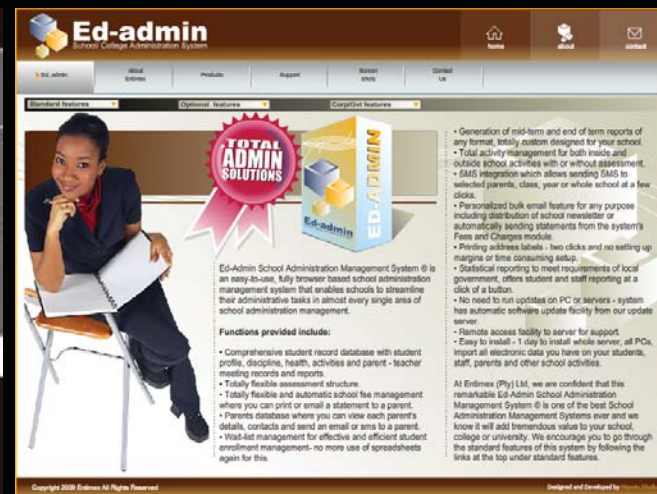 Ed-admin
School/ College Administration System
home
about
contact
Ed. admin
About
Entimex
Products
Support
Screen
shots
Contact
Us
Standard features
Optional features
Corp/Gvt features
TOTAL
ADMIN
SOLUTIONS
ED-ADMIN
Ed-admin
Ed-Admin School Administration Management System ® is
an easy-to-use, fully browser based school administration
management system that enables schools to streamline
their administrative tasks in almost every single area of
school administration management.
Functions provided include:
• Comprehensive student record database with student
profile, discipline, health, activities and parent - teacher
meeting records and reports.
• Totally flexible assessment structure.
• Totally flexible and automatic school fee management
where you can print or email a statement to a parent.
• Parents database where you can view each parent's
details, contacts and send an email or sms to a parent.
• Wait-list management for effective and efficient student
enrollment management- no more use of spreadsheets
again for this.
• Generation of mid-term and end of term reports of
any format, totally custom designed for your school.
• Total activity management for both inside and
outside school activities with or without assessment.
• SMS integration which allows sending SMS to
selected parents, class, year or whole school at a few
clicks.
• Personalized bulk email feature for any purpose
including distribution of school newsletter or
automatically sending statements from the system's
Fees and Charges module.
• Printing address labels - two clicks and no setting up
margins or time consuming setup.
• Statistical reporting to meet requirements of local
government, offers student and staff reporting at a
click of a button.
• No need to run updates on PC or servers - system
has automatic software update facility from our update
server.
• Remote access facility to server for support.
• Easy to install - 1 day to install whole server, all PCs,
import all electronic data you have on your students,
staff, parents and other school activities.
At Entimex (Pty) Ltd, we are confident that this
remarkable Ed-Admin School Administration
Management System ® is one of the best School
Administration Management Systems ever and we
know it will add tremendous value to your school,
college or university. We encourage you to go through
the standard features of this system by following the
links at the top under standard features.
Copyright 2008 Entimex All Rights Reserved
Designed and Developed by